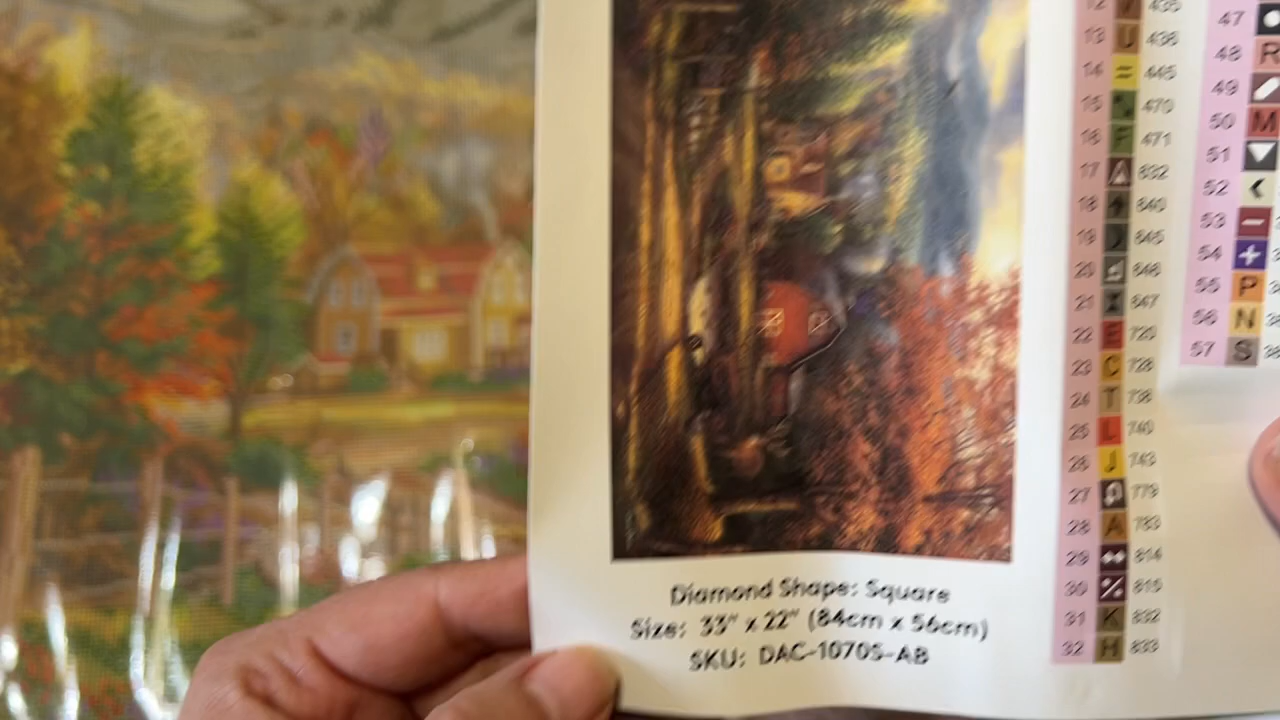 Diamond Shape: Square
Size: 33" x 22" (84cm x 56cm)
SKU: DAC-1070S-AB
12 435
13 U 436
14 = 445
15 470
16 F 471
17 632
18 640
19 645
20 646
21 647
22 E 720
23 C 728
24 T 738
25 L 740
26 J 743
27 779
28 A 783
29 814
30 % 815
31 K 832
32 H 833
47
48 R
49
50 M
51
52 <
53 -
54 +
55 P
56 N
57 S